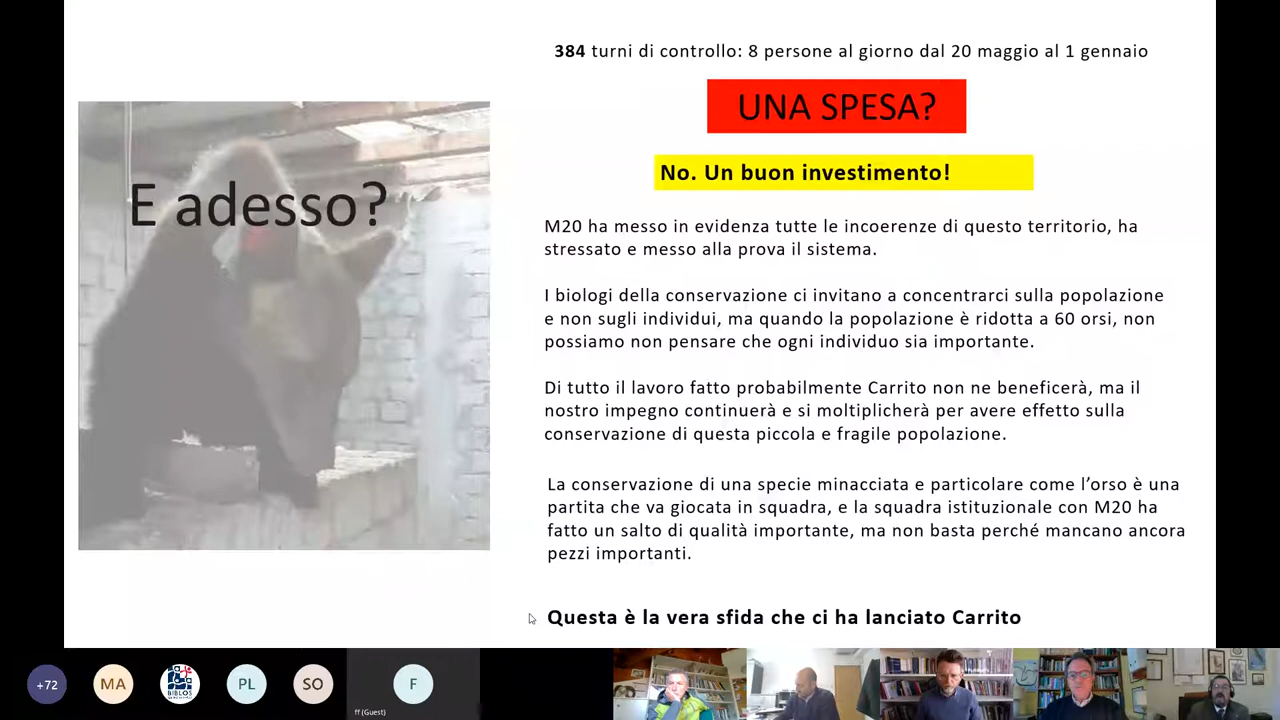 384 turni di controllo: 8 persone al giorno dal 20 maggio al 1 gennaio
UNA SPESA?
No. Un buon investimento!
E adesso?
M20 ha messo in evidenza tutte le incoerenze di questo territorio, ha
stressato e messo alla prova il sistema.
I biologi della conservazione ci invitano a concentrarci sulla popolazione
e non sugli individui, ma quando la popolazione è ridotta a 60 orsi, non
possiamo non pensare che ogni individuo sia importante.
Di tutto il lavoro fatto probabilmente Carrito non ne beneficerà, ma il
nostro impegno continuerà e si moltiplicherà per avere effetto sulla
conservazione di questa piccola e fragile popolazione.
La conservazione di una specie minacciata e particolare come l’orso è una
partita che va giocata in squadra, e la squadra istituzionale con M20 ha
fatto un salto di qualità importante, ma non basta perché mancano ancora
pezzi importanti.
Questa è la vera sfida che ci ha lanciato Carrito
+72
MA
BIBLOS
PL
SO
F
ff (Guest)